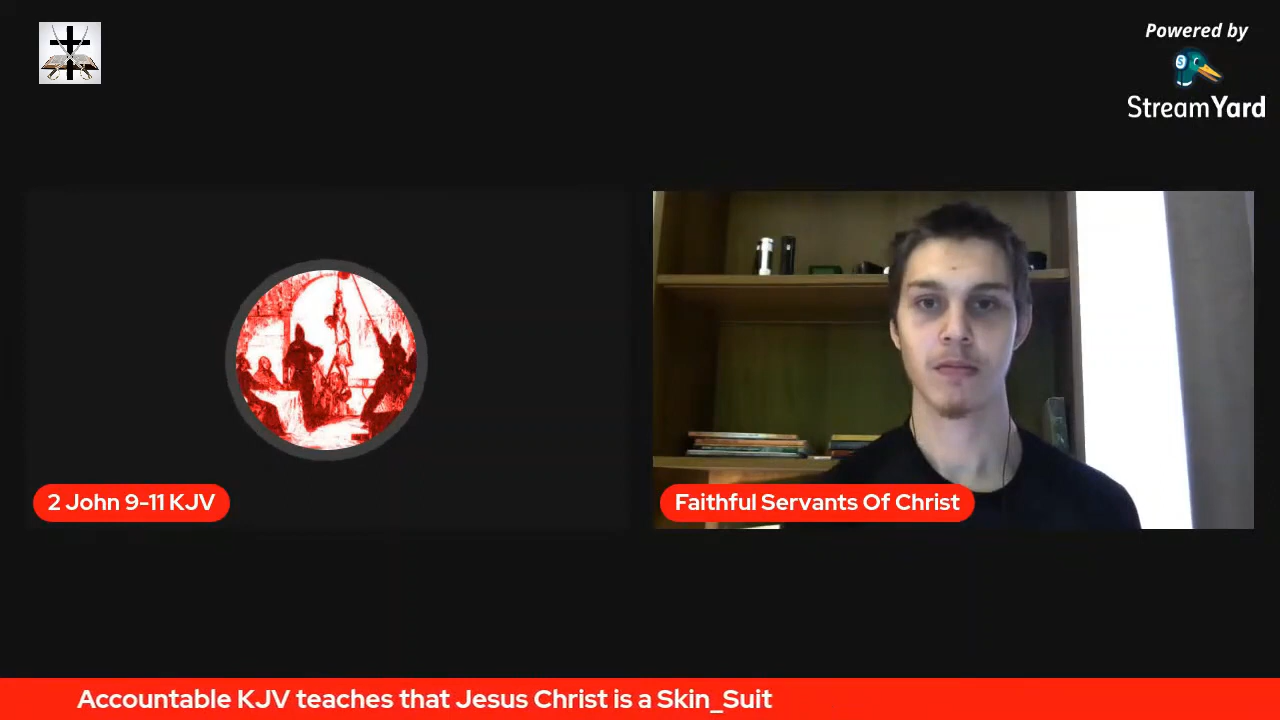 Powered by
StreamYard
2 John 9-11 KJV
Faithful Servants Of Christ
Accountable KJV teaches that Jesus Christ is a Skin_Suit